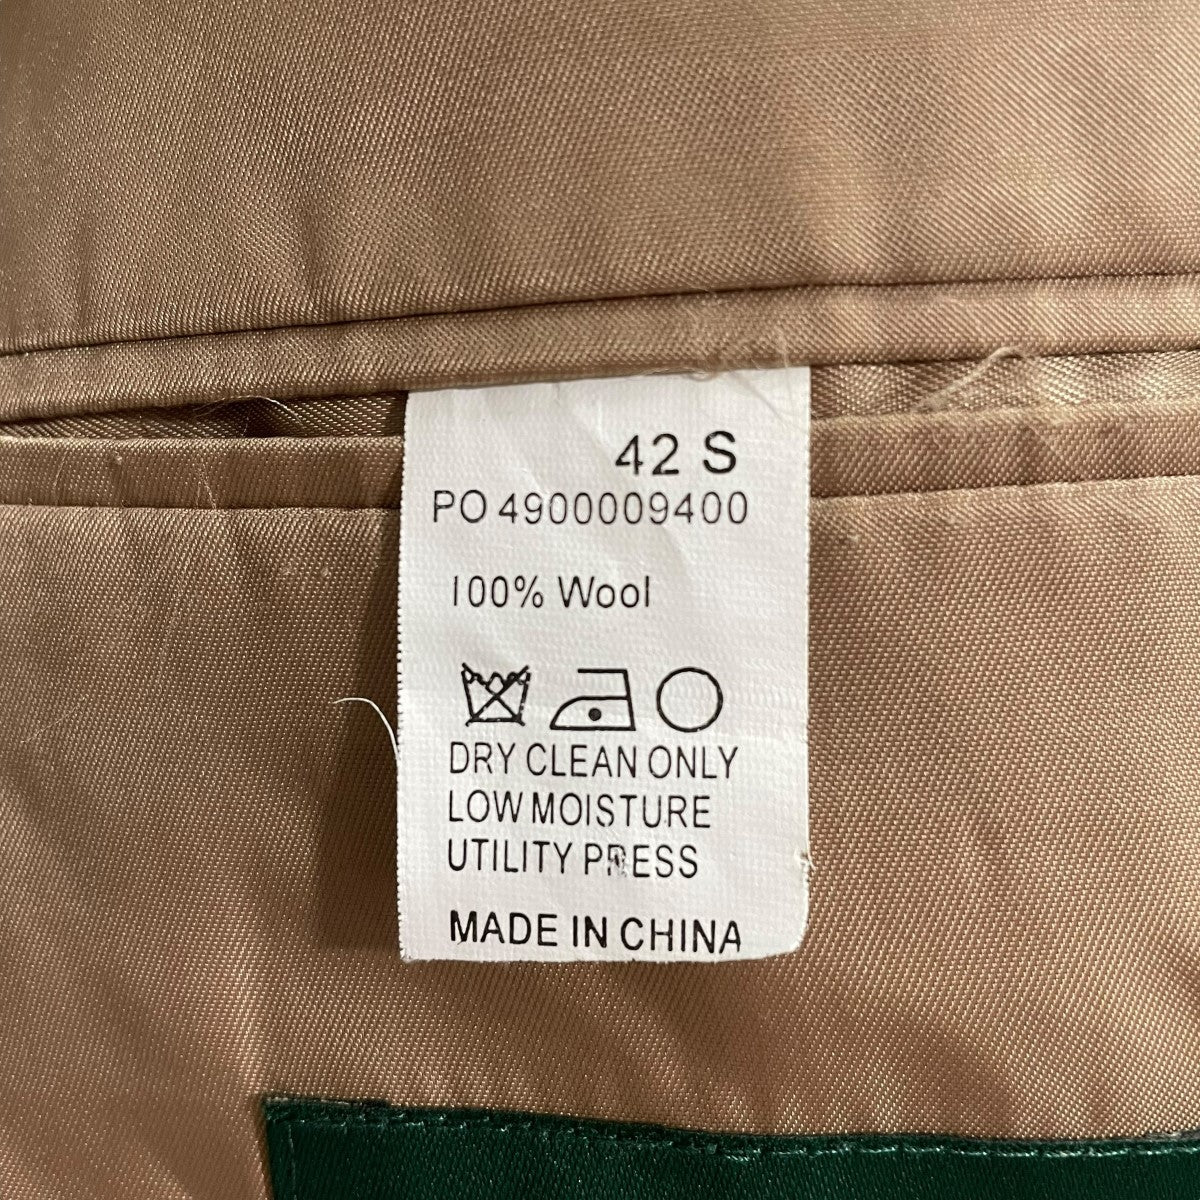 42 S
PO 4900009400
100% Wool
DRY CLEAN ONLY
LOW MOISTURE
UTILITY PRESS
MADE IN CHINA